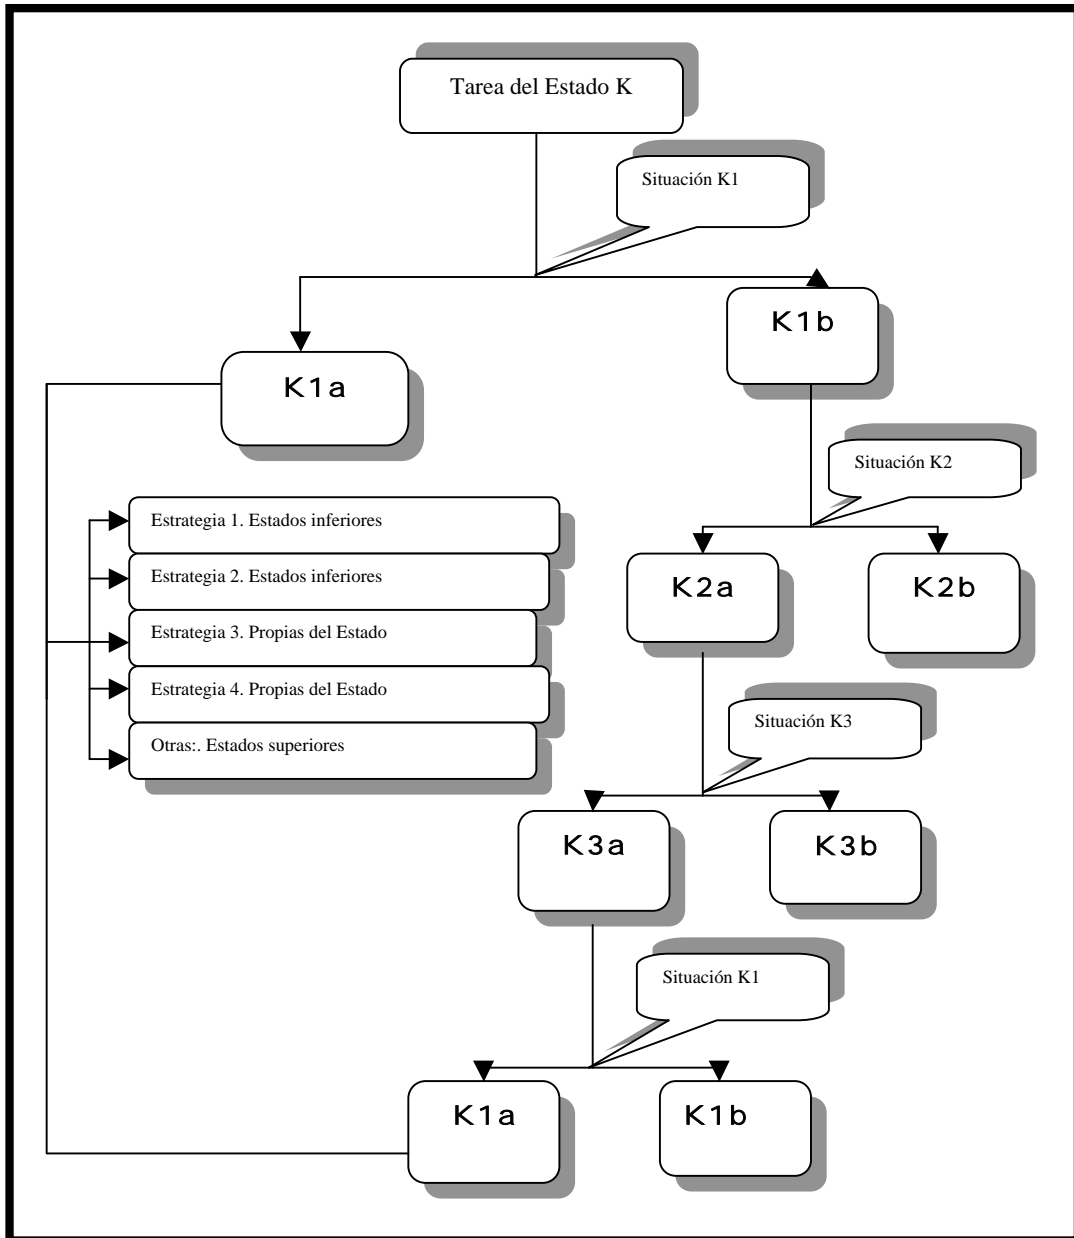 Tarea del Estado K
Situación K1
K1b
K1a
Situación K2
Estrategia 1. Estados inferiores
K2a
K2b
Estrategia 2. Estados inferiores
Estrategia 3. Propias del Estado
Estrategia 4. Propias del Estado
Situación K3
Otras:. Estados superiores
K3a
K3b
Situación K1
K1a
K1b